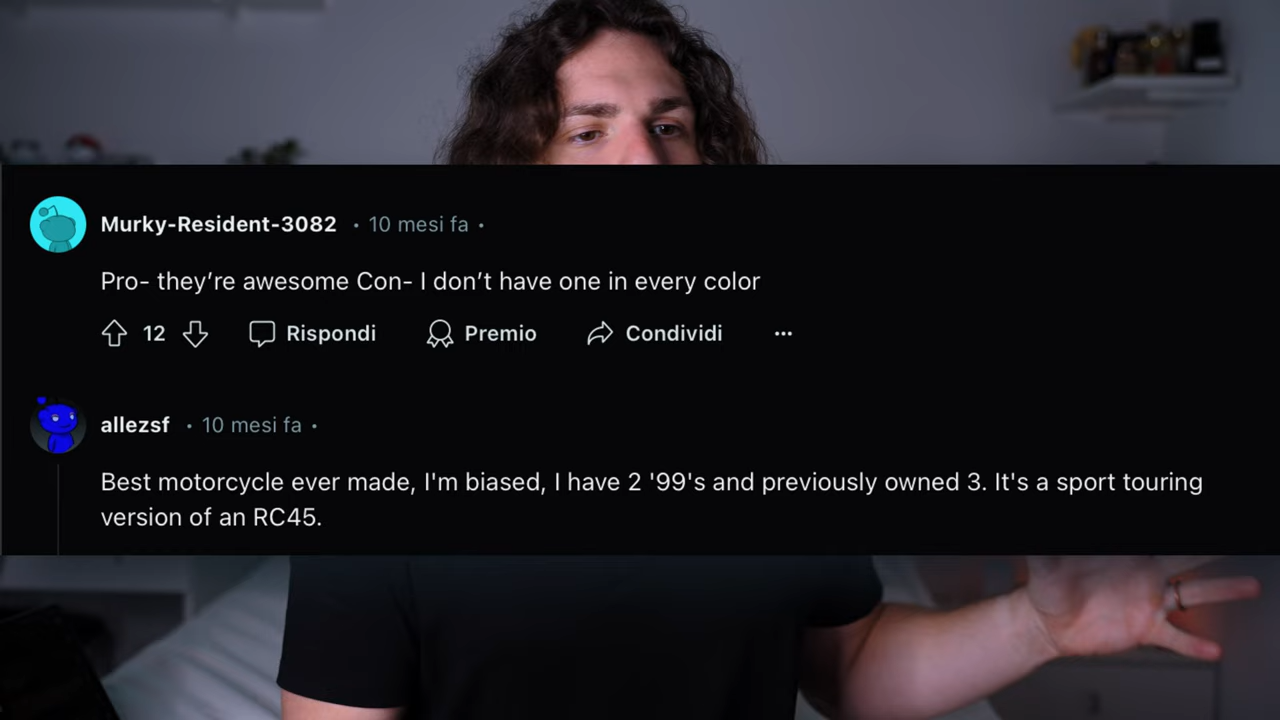 Murky-Resident-3082 • 10 mesi fa •
Pro- they’re awesome Con- I don’t have one in every color
12 Rispondi Premio Condividi ...
allezsf • 10 mesi fa •
Best motorcycle ever made, I'm biased, I have 2 '99's and previously owned 3. It's a sport touring
version of an RC45.